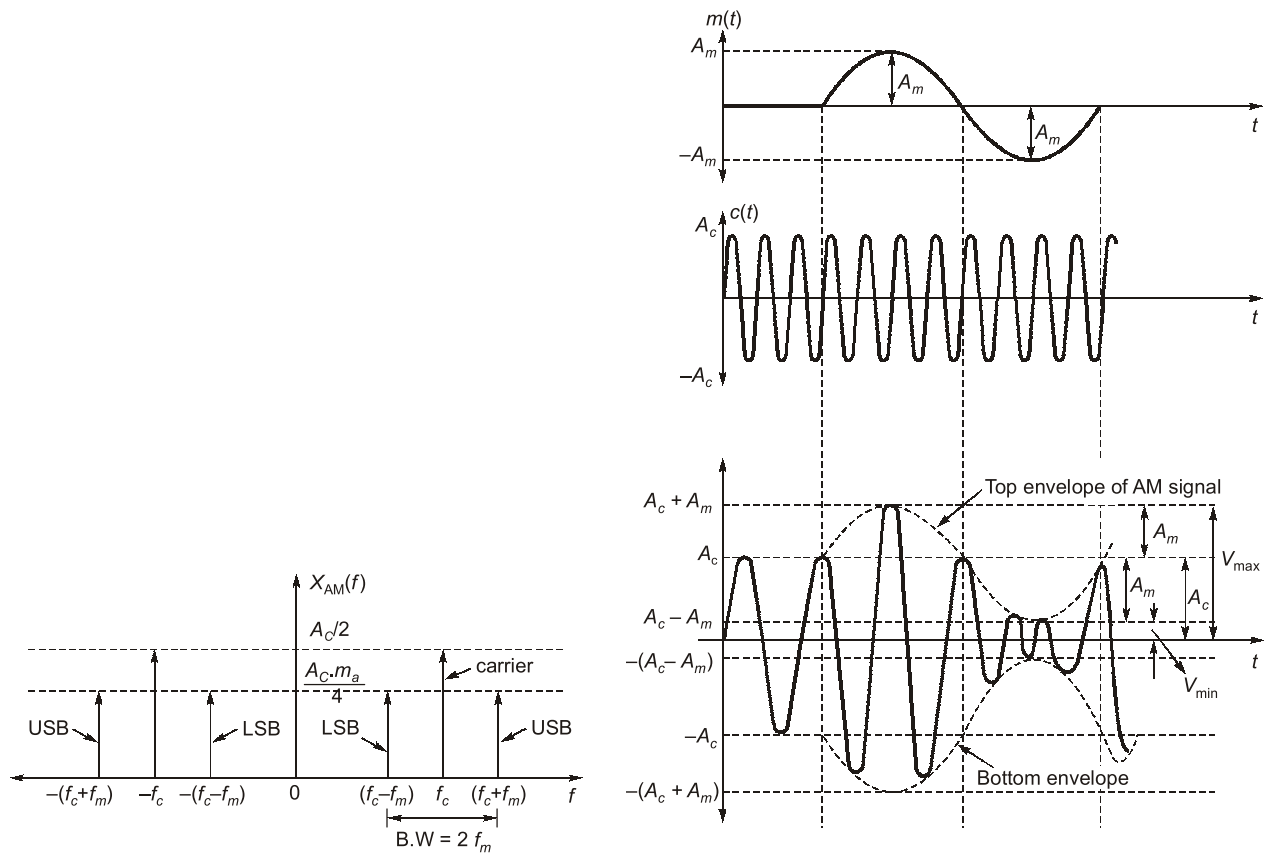 X_AM(f)
A_C/2
carrier
A_C.m_a
4
USB
LSB
LSB
USB
–(f_c+f_m)
–f_c
–(f_c–f_m)
0
(f_c–f_m)
f_c
(f_c+f_m)
f
B.W = 2 f_m
m(t)
A_m
A_m
A_m
–A_m
t
A_c
c(t)
–A_c
t
Top envelope of AM signal
A_c + A_m
A_m
A_c
V_max
A_m
A_c
A_c – A_m
–(A_c – A_m)
t
V_min
–A_c
Bottom envelope
–(A_c + A_m)